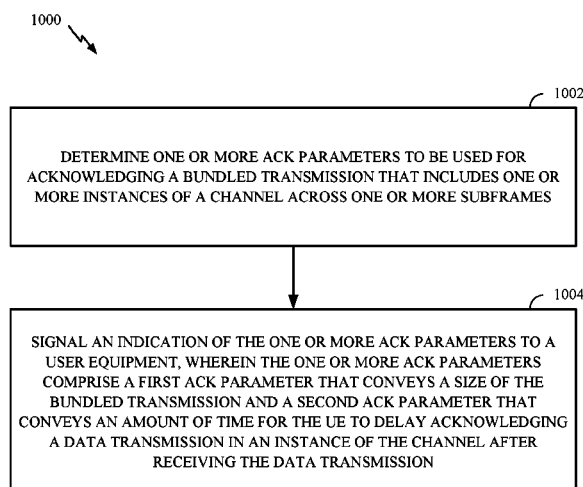 1000
1002
DETERMINE ONE OR MORE ACK PARAMETERS TO BE USED FOR
ACKNOWLEDGING A BUNDLED TRANSMISSION THAT INCLUDES ONE OR
MORE INSTANCES OF A CHANNEL ACROSS ONE OR MORE SUBFRAMES
1004
SIGNAL AN INDICATION OF THE ONE OR MORE ACK PARAMETERS TO A
USER EQUIPMENT, WHEREIN THE ONE OR MORE ACK PARAMETERS
COMPRISE A FIRST ACK PARAMETER THAT CONVEYS A SIZE OF THE
BUNDLED TRANSMISSION AND A SECOND ACK PARAMETER THAT
CONVEYS AN AMOUNT OF TIME FOR THE UE TO DELAY ACKNOWLEDGING
A DATA TRANSMISSION IN AN INSTANCE OF THE CHANNEL AFTER
RECEIVING THE DATA TRANSMISSION